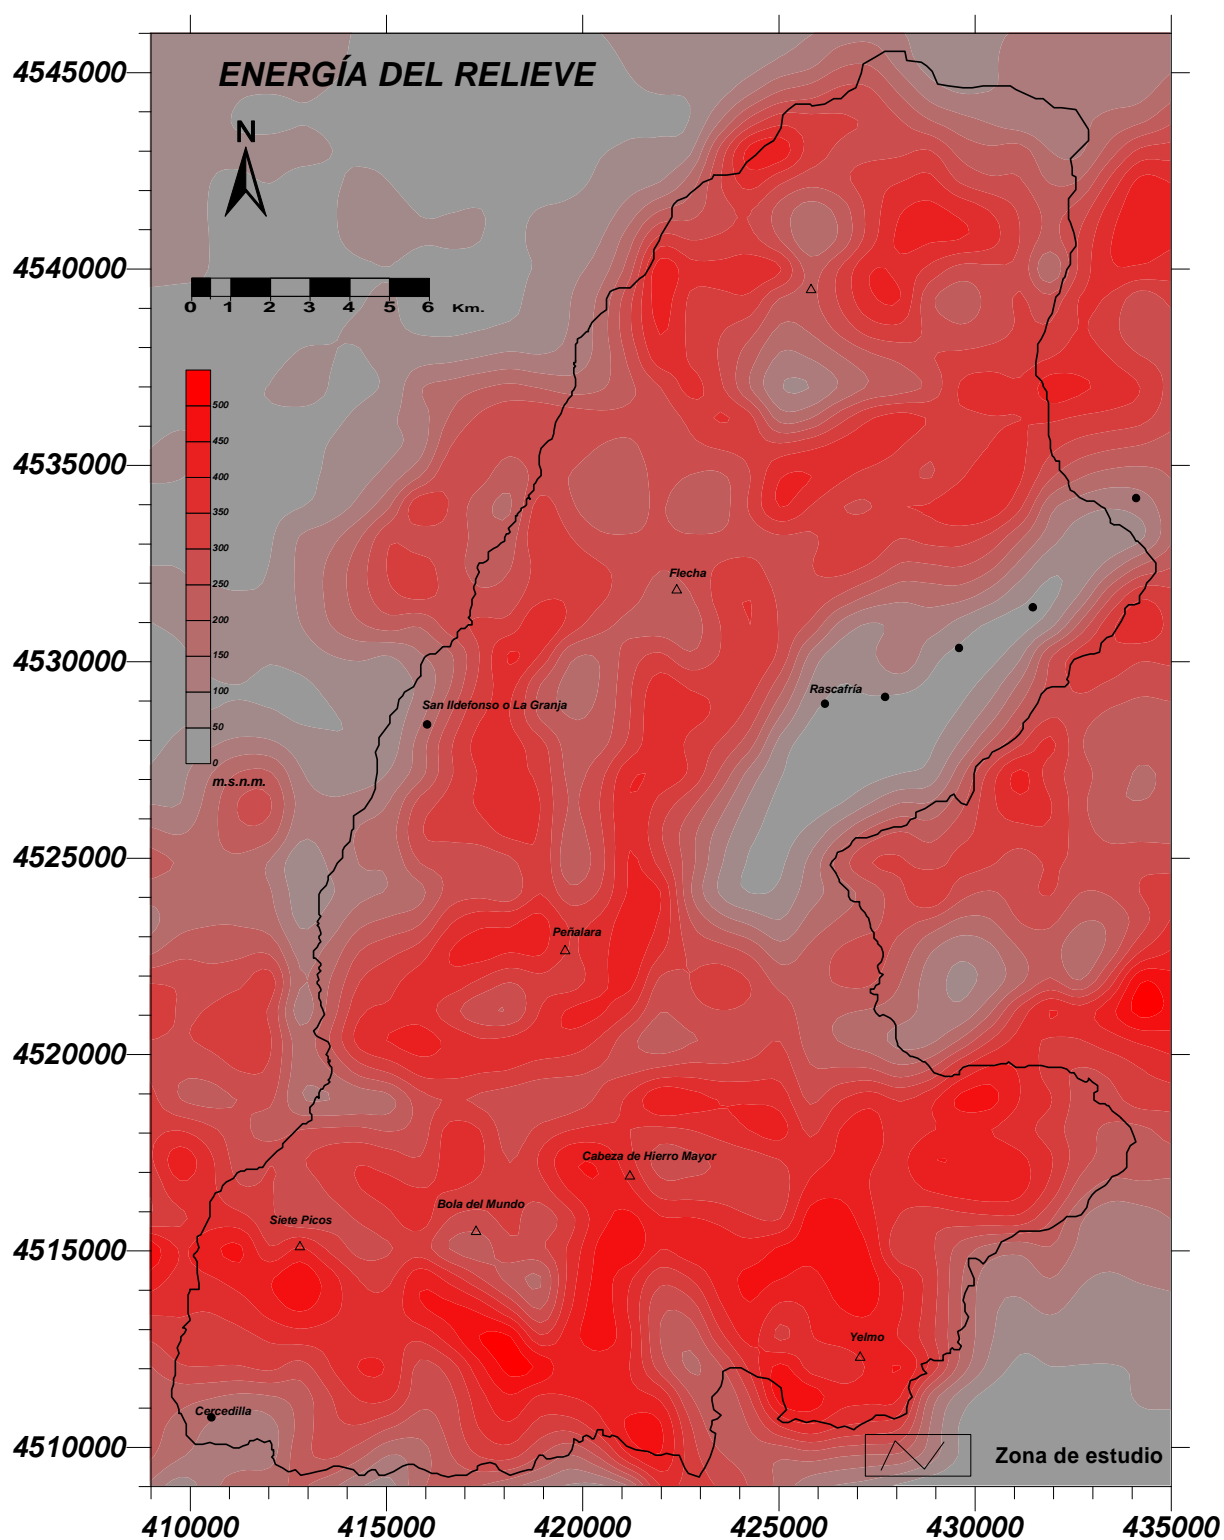 4545000
ENERGÍA DEL RELIEVE
N
4540000
0 1 2 3 4 5 6 Km.
500
450
4535000
400
350
300
250
Flecha
200
4530000
150
100
Rascafría
San Ildefonso o La Granja
50
0
m.s.n.m.
4525000
Peñalara
4520000
Cabeza de Hierro Mayor
Bola del Mundo
Siete Picos
4515000
Yelmo
Cercedilla
4510000
Zona de estudio
410000 415000 420000 425000 430000 435000